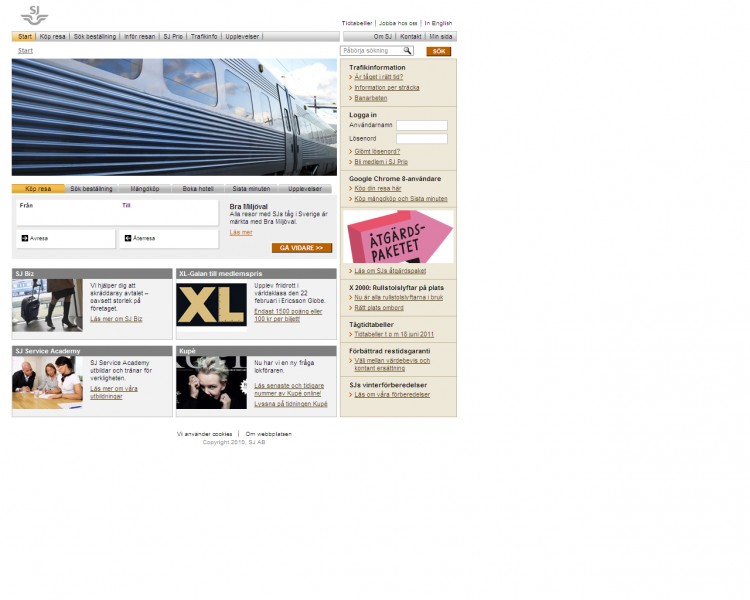 SJ
Tidtabeller | Jobba hos oss | In English
Start | Köp resa | Sök beställning | Inför resan | SJ Prio | Trafikinfo | Upplevelser |
Om SJ | Kontakt | Min sida
Start
Påbörja sökning
SÖK
Trafikinformation
Är tåget i rätt tid?
Information per sträcka
Banarbeten
Logga in
Användarnamn
Lösenord
Glömt lösenord?
Bli medlem i SJ Prio
Google Chrome 8-användare
Köp din resa här
Köp mångköp och Sista minuten
Köp resa
Sök beställning
Mångköp
Boka hotell
Sista minuten
Upplevelser
Från
Till
Avresa
Återresa
Bra Miljöval
Alla resor med SJs tåg i Sverige är
märkta med Bra Miljöval.
Läs mer
GÅ VIDARE >>
ÅTGÄRDS-
PAKETET
Läs om SJs åtgärdspaket
X 2000: Rullstolslyftar på plats
Nu är alla rullstolslyftarna i bruk
Rätt plats ombord
Tågtidtabeller
Tidtabeller t o m 18 juni 2011
Förbättrad restidsgaranti
Välj mellan värdebevis och
kontant ersättning
SJs vinterförberedelser
Läs om våra förberedelser
SJ Biz
Vi hjälper dig att
skräddarsy avtalet –
oavsett storlek på
företaget.
Läs mer om SJ Biz
XL-Galan till medlemspris
XL
Upplev friidrott i
världsklass den 22
februari i Ericsson Globe.
Endast 1500 poäng eller
100 kr per biljett!
SJ Service Academy
SJ Service Academy
utbildar och tränar för
verkligheten.
Läs mer om våra
utbildningar
Kupé
Nu har vi en ny fråga
lokföraren.
Läs senaste och tidigare
nummer av Kupé online!
Lyssna på tidningen Kupé
Vi använder cookies | Om webbplatsen
Copyright 2010, SJ AB